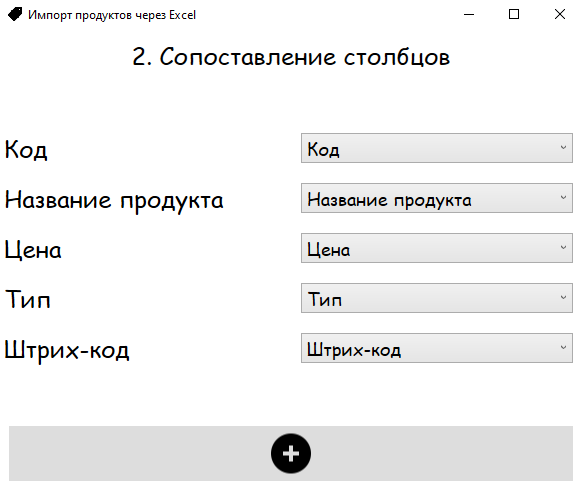 Импорт продуктов через Excel
2. Сопоставление столбцов
Код Код
Название продукта Название продукта
Цена Цена
Тип Тип
Штрих-код Штрих-код